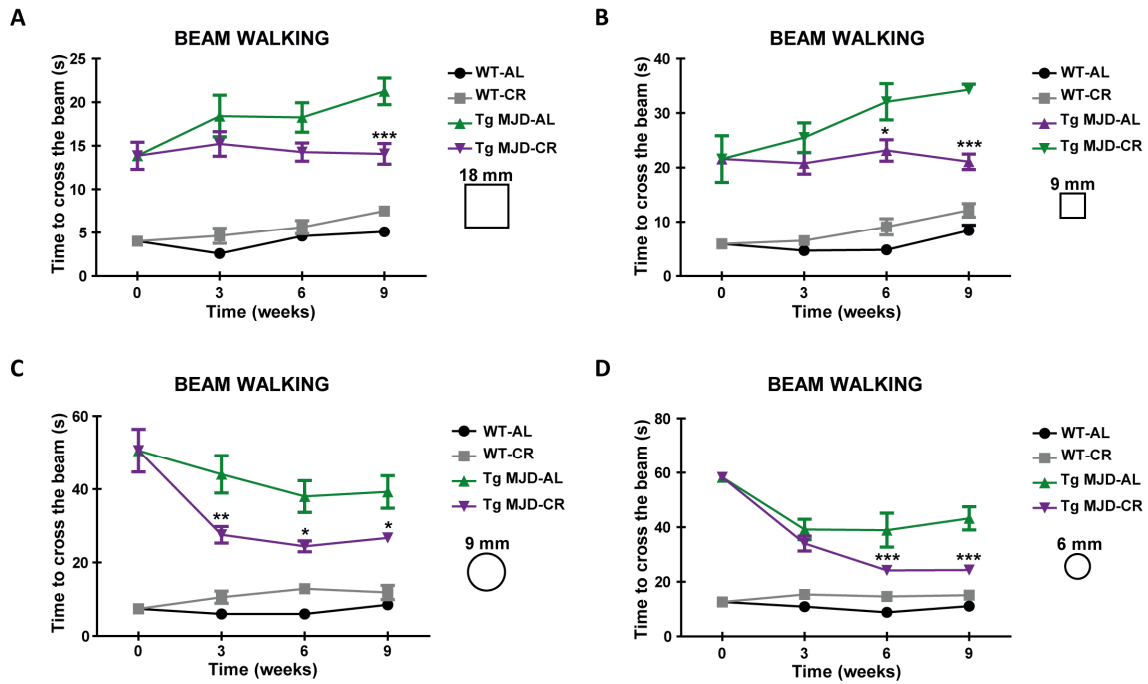 A
BEAM WALKING
Time to cross the beam (s)
25
20
15
10
5
0
***
0 3 6 9
Time (weeks)
WT-AL
WT-CR
Tg MJD-AL
Tg MJD-CR
18 mm
B
BEAM WALKING
Time to cross the beam (s)
40
30
20
10
0
*
***
0 3 6 9
Time (weeks)
WT-AL
WT-CR
Tg MJD-AL
Tg MJD-CR
9 mm
C
BEAM WALKING
Time to cross the beam (s)
60
40
20
0
**
*
*
0 3 6 9
Time (weeks)
WT-AL
WT-CR
Tg MJD-AL
Tg MJD-CR
9 mm
D
BEAM WALKING
Time to cross the beam (s)
80
60
40
20
0
***
***
0 3 6 9
Time (weeks)
WT-AL
WT-CR
Tg MJD-AL
Tg MJD-CR
6 mm